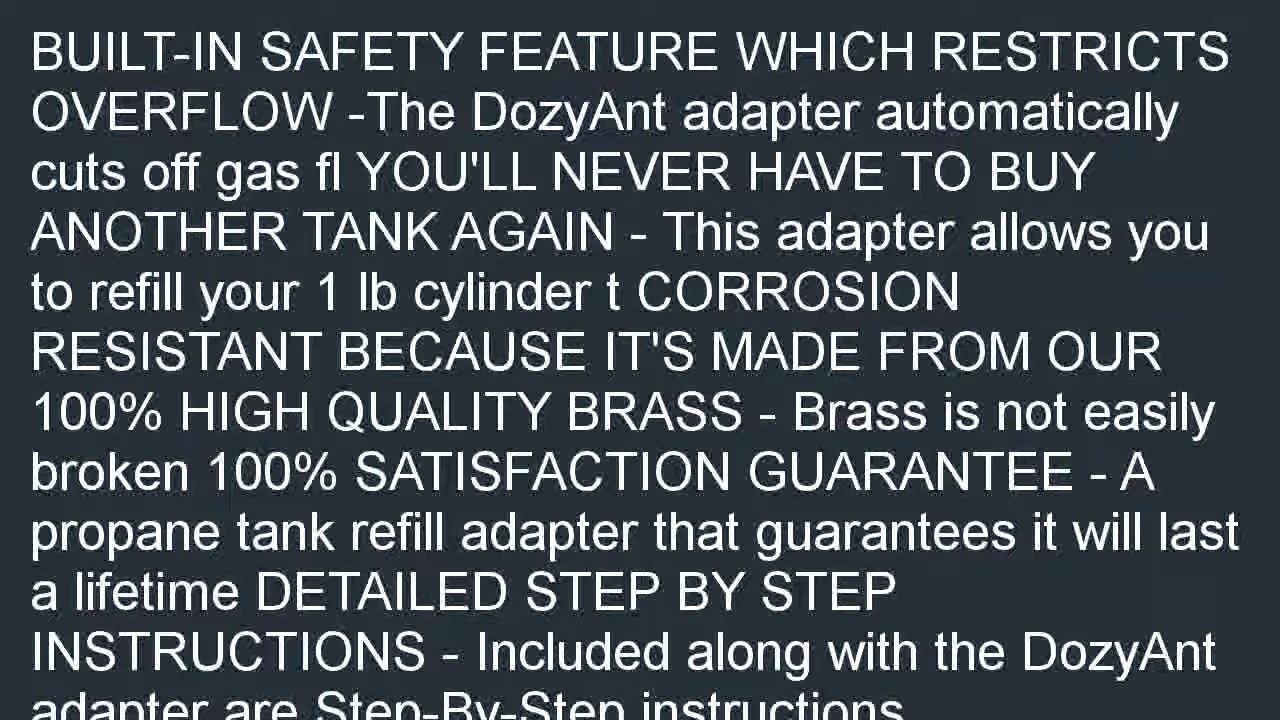 BUILT-IN SAFETY FEATURE WHICH RESTRICTS
OVERFLOW -The DozyAnt adapter automatically
cuts off gas fl YOU'LL NEVER HAVE TO BUY
ANOTHER TANK AGAIN - This adapter allows you
to refill your 1 lb cylinder t CORROSION
RESISTANT BECAUSE IT'S MADE FROM OUR
100% HIGH QUALITY BRASS - Brass is not easily
broken 100% SATISFACTION GUARANTEE - A
propane tank refill adapter that guarantees it will last
a lifetime DETAILED STEP BY STEP
INSTRUCTIONS - Included along with the DozyAnt
adapter are Step-By-Step instructions